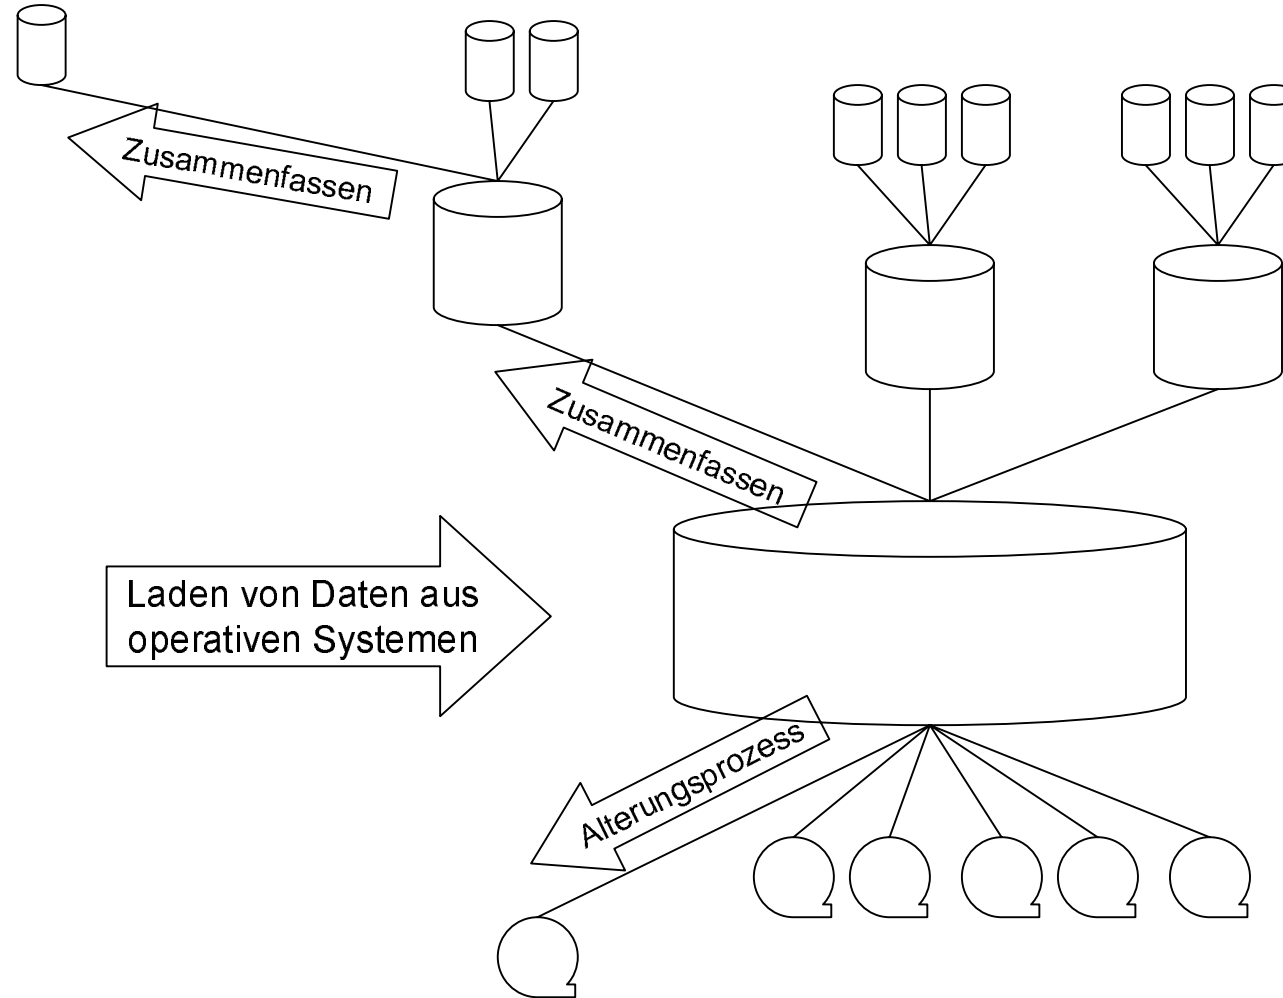 Zusammenfassen
Zusammenfassen
Laden von Daten aus
operativen Systemen
Alterungsprozess